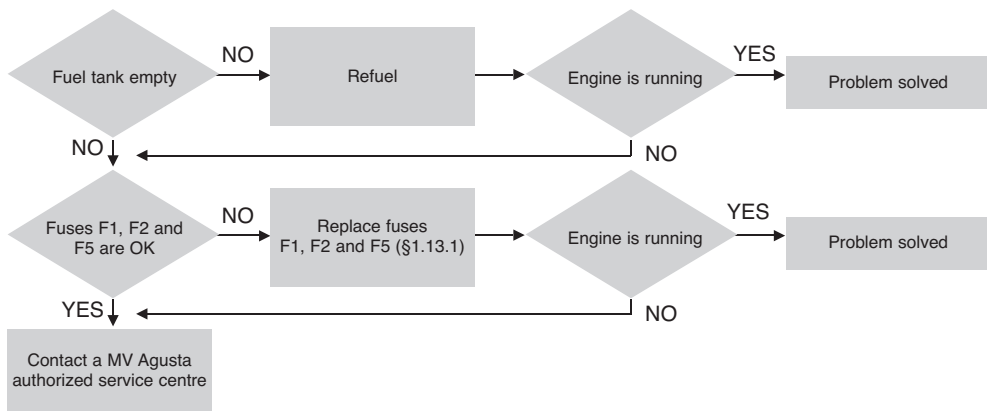 Fuel tank empty
NO
Refuel
Engine is running
YES
Problem solved
NO
NO
Fuses F1, F2 and
F5 are OK
NO
Replace fuses
F1, F2 and F5 (§1.13.1)
Engine is running
YES
Problem solved
YES
NO
Contact a MV Agusta
authorized service centre